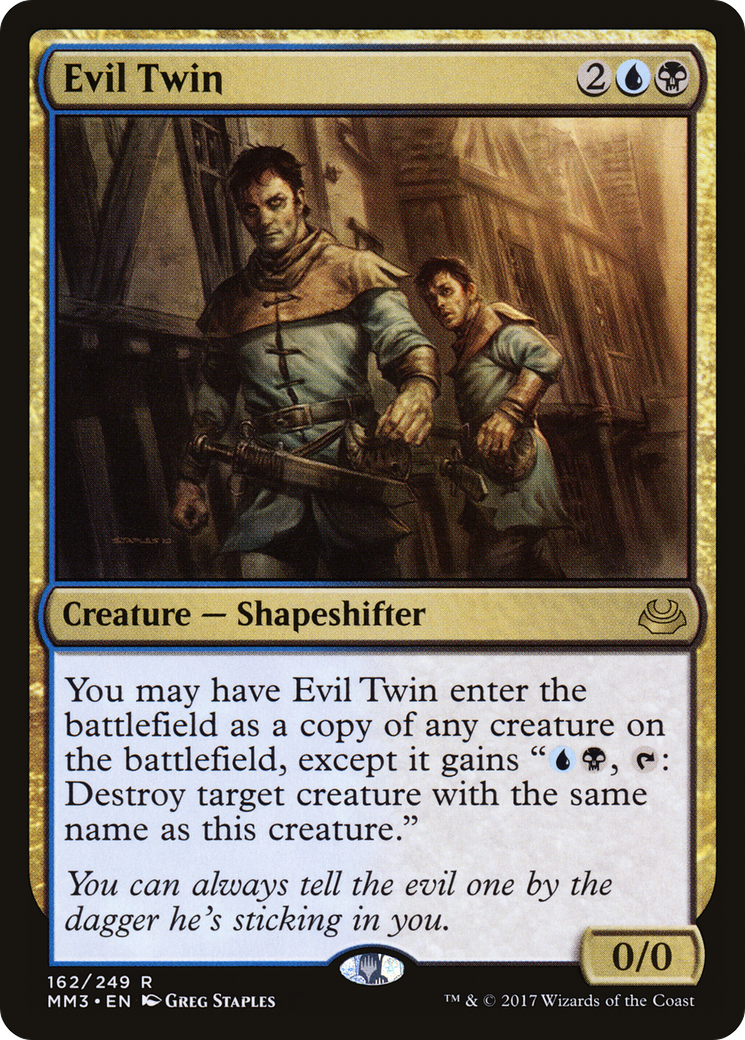 Evil Twin 2
STAPLES 10
Creature — Shapeshifter
You may have Evil Twin enter the
battlefield as a copy of any creature on
the battlefield, except it gains “ , :
Destroy target creature with the same
name as this creature.”
You can always tell the evil one by the
dagger he's sticking in you.
0/0
162/249 R
MM3 • EN Greg Staples
™ & © 2017 Wizards of the Coast